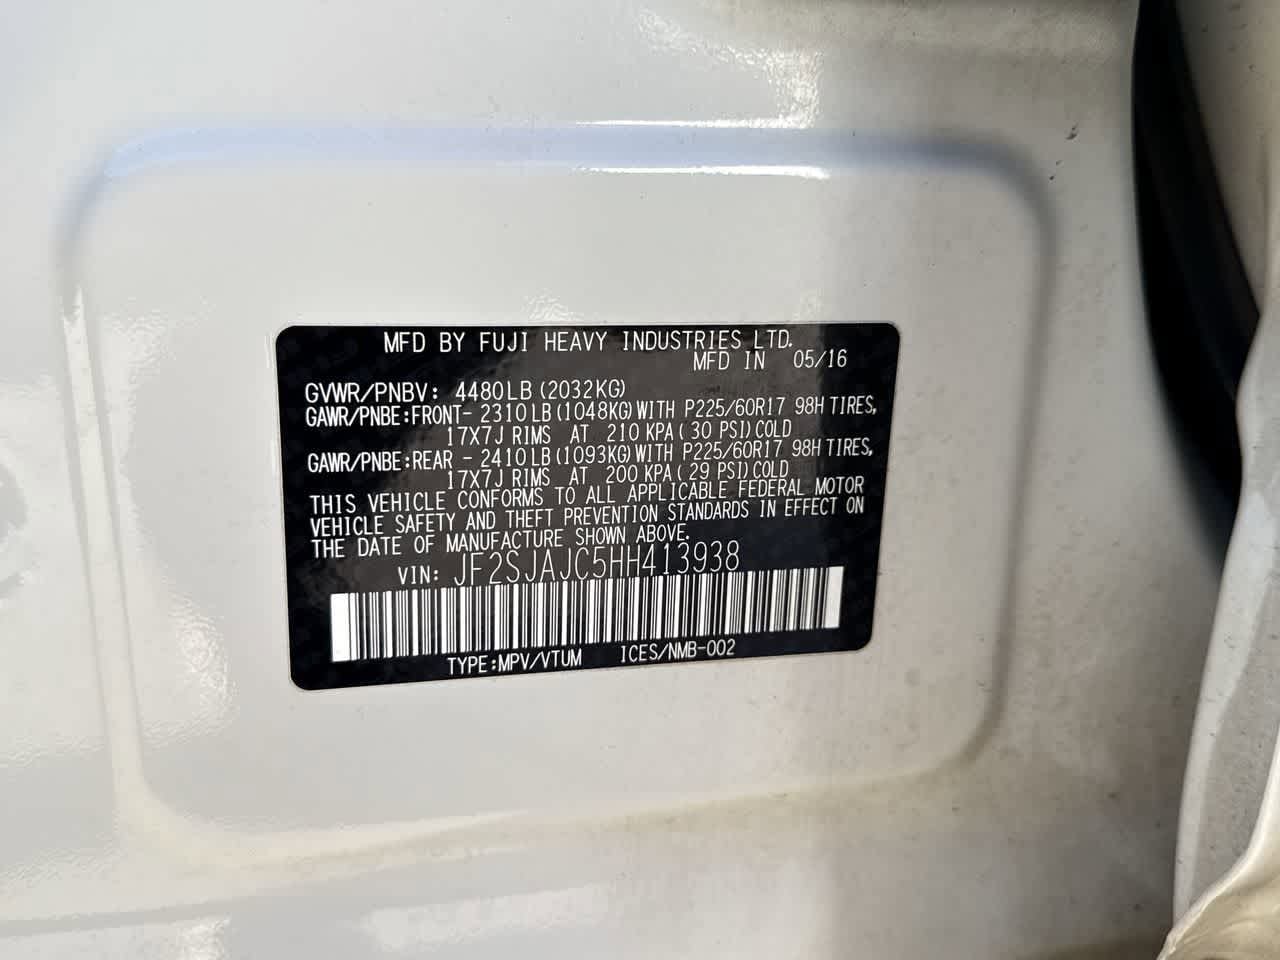 MFD BY FUJI HEAVY INDUSTRIES LTD.
MFD IN 05/16
GVWR/PNBV: 4480LB(2032KG)
GAWR/PNBE:FRONT- 2310LB(1048KG)WITH P225/60R17 98H TIRES,
17X7J RIMS AT 210 KPA( 30 PSI)COLD
GAWR/PNBE:REAR - 2410LB(1093KG)WITH P225/60R17 98H TIRES,
17X7J RIMS AT 200 KPA( 29 PSI)COLD
THIS VEHICLE CONFORMS TO ALL APPLICABLE FEDERAL MOTOR
VEHICLE SAFETY AND THEFT PREVENTION STANDARDS IN EFFECT ON
THE DATE OF MANUFACTURE SHOWN ABOVE.
VIN: JF2SJAJC5HH413938
TYPE:MPV/VTUM ICES/NMB-002